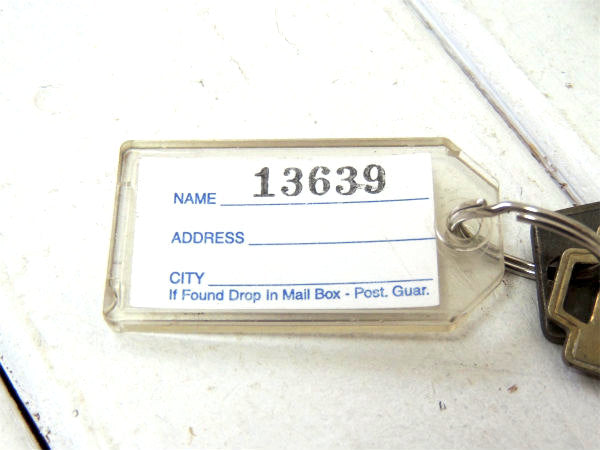 NAME 13639
ADDRESS
CITY
If Found Drop in Mail Box - Post. Guar.